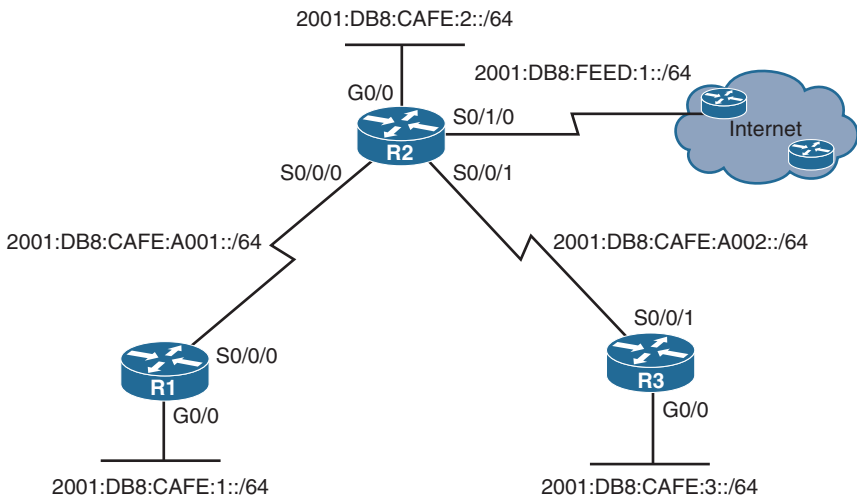 2001:DB8:CAFE:2::/64
2001:DB8:FEED:1::/64
G0/0
S0/1/0
Internet
R2
S0/0/0
S0/0/1
2001:DB8:CAFE:A001::/64
2001:DB8:CAFE:A002::/64
S0/0/1
S0/0/0
R1
R3
G0/0
G0/0
2001:DB8:CAFE:1::/64
2001:DB8:CAFE:3::/64